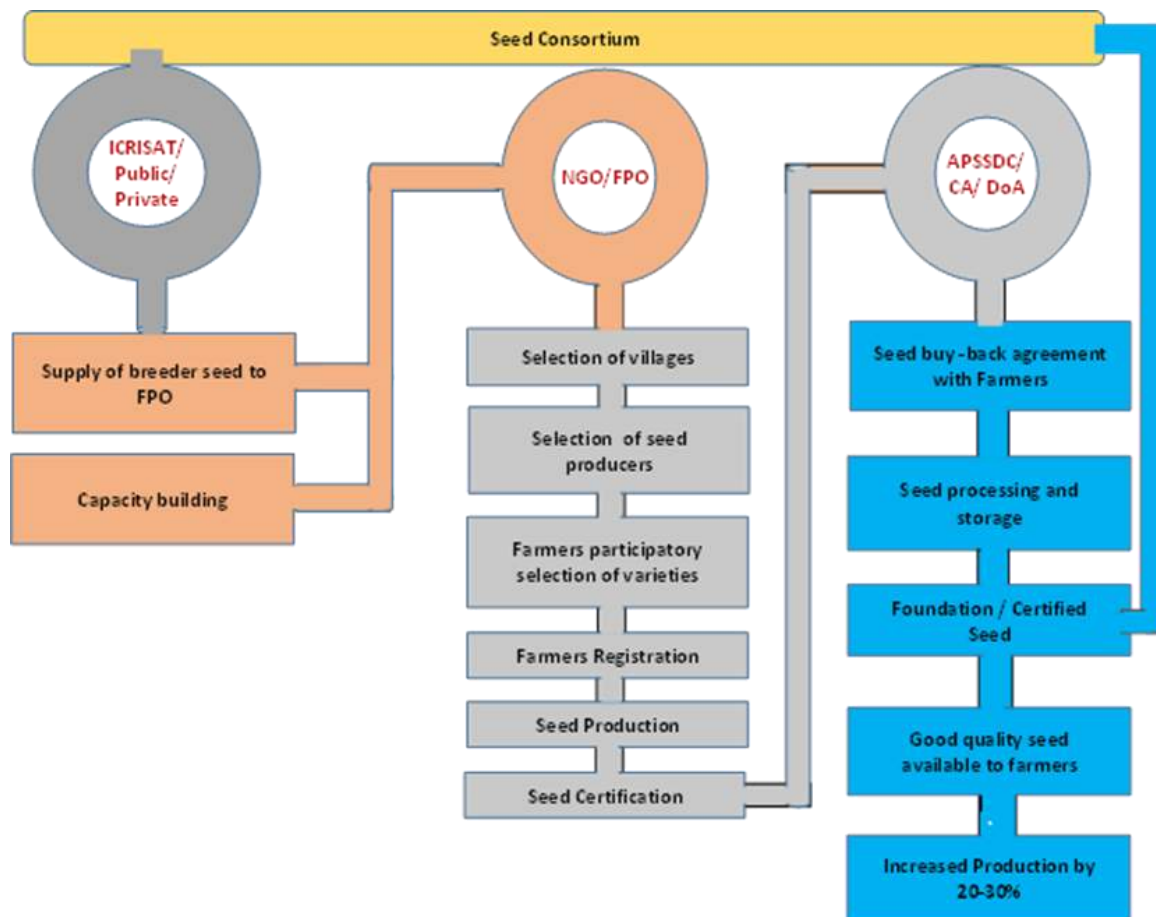 Seed Consortium
ICRISAT/
Public/
Private
Supply of breeder seed to
FPO
Capacity building
NGO/ FPO
Selection of villages
Selection of seed
producers
Farmers participatory
selection of varieties
Farmers Registration
Seed Production
Seed Certification
APSSDC/
CA/ DoA
Seed buy -back agreement
with Farmers
Seed processing and
storage
Foundation / Certified
Seed
Good quality seed
available to farmers
Increased Production by
20-30%